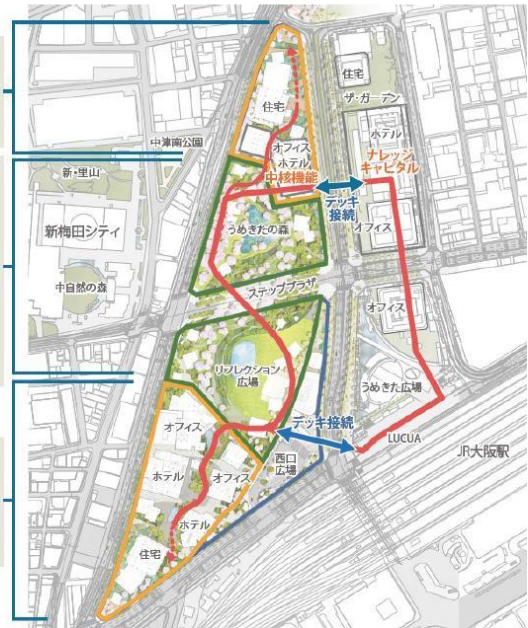 住宅
住宅
ザ・ガーデン
ホテル
オフィス
ホテル
中核機能
ナレッジ
キャピタル
デッキ
接続
中津南公園
新・里山
新梅田シティ
中自然の森
うめきたの森
オフィス
ステッププラザ
オフィス
リフレクション
広場
うめきた広場
デッキ接続
LUCUA
JR大阪駅
西口
広場
オフィス
ホテル
オフィス
ホテル
住宅